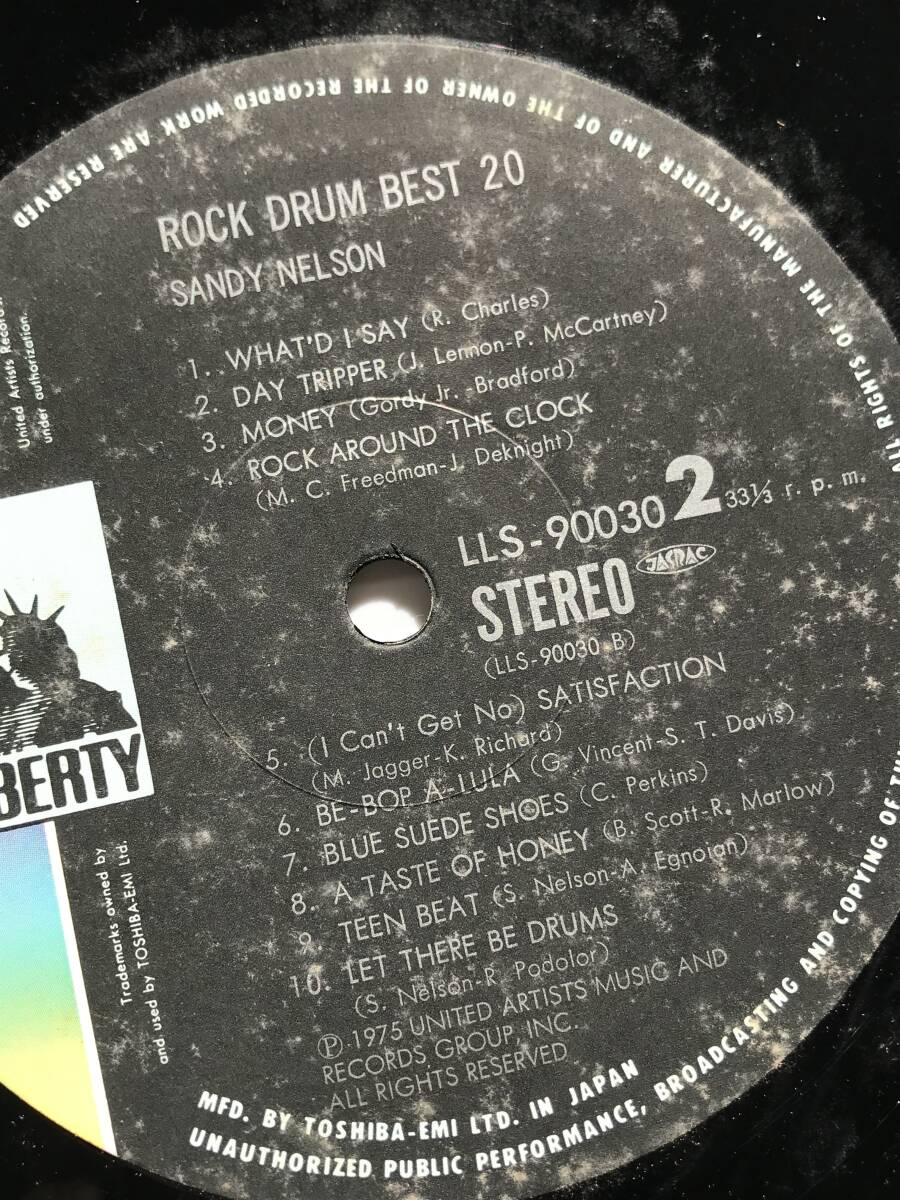 ROCK DRUM BEST 20
SANDY NELSON
1. WHAT'D I SAY (R. Charles)
2. DAY TRIPPER (J. Lennon-P. McCartney)
3. MONEY (Gordy Jr. -Bradford)
4. ROCK AROUND THE CLOCK
(M. C. Freedman-J. Deknight)
LLS-90030 2 33⅓ r. p. m.
STEREO JASRAC
(LLS-90030 B)
5. (I Can't Get No) SATISFACTION
(M. Jagger-K. Richard)
6. BE-BOP A-LULA (G. Vincent-S. T. Davis)
7. BLUE SUEDE SHOES (C. Perkins)
8. A TASTE OF HONEY (B. Scott-R. Marlow)
9. TEEN BEAT (S. Nelson-A. Egnoian)
10. LET THERE BE DRUMS
(S. Nelson-R. Podolor)
℗ 1975 UNITED ARTISTS MUSIC AND
RECORDS GROUP, INC.
ALL RIGHTS RESERVED
United Artists Records
under authorization.
BERTY
Trademarks owned by
and used by TOSHIBA-EMI Ltd.
MFD. BY TOSHIBA-EMI LTD. IN JAPAN
ALL RIGHTS OF THE MANUFACTURER AND OF THE OWNER OF THE RECORDED WORK ARE RESERVED
UNAUTHORIZED PUBLIC PERFORMANCE, BROADCASTING AND COPYING OF